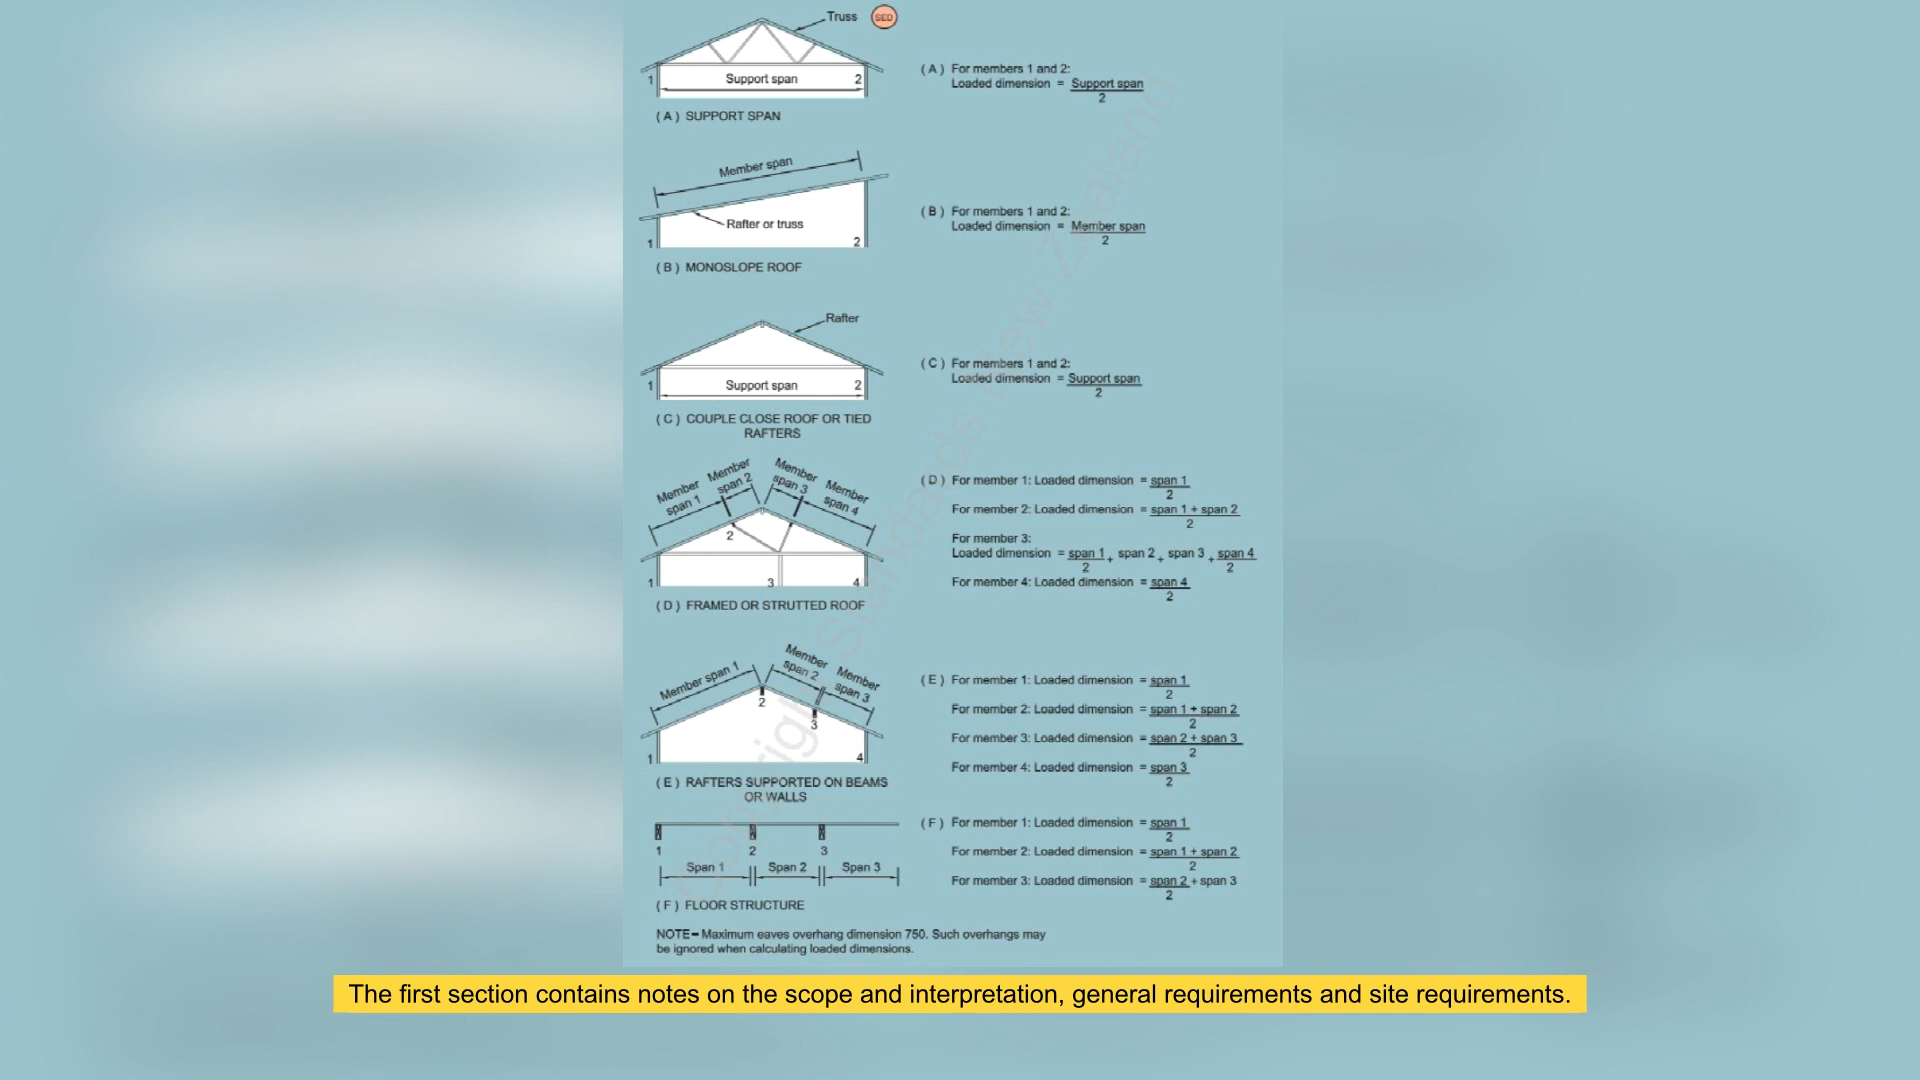 Truss
SED
1
Support span
2
( A ) SUPPORT SPAN
( A ) For members 1 and 2:
Loaded dimension = Support span
2
Member span
Rafter or truss
1
2
( B ) MONOSLOPE ROOF
( B ) For members 1 and 2:
Loaded dimension = Member span
2
Rafter
1
Support span
2
( C ) COUPLE CLOSE ROOF OR TIED
RAFTERS
( C ) For members 1 and 2:
Loaded dimension = Support span
2
Member span 1
Member span 2
Member span 3
Member span 4
2
1
3
4
( D ) FRAMED OR STRUTTED ROOF
( D ) For member 1: Loaded dimension = span 1
2
For member 2: Loaded dimension = span 1 + span 2
2
For member 3:
Loaded dimension = span 1 + span 2 + span 3 + span 4
2 2
For member 4: Loaded dimension = span 4
2
Member span 1
Member span 2
Member span 3
2
3
1
4
( E ) RAFTERS SUPPORTED ON BEAMS
OR WALLS
( E ) For member 1: Loaded dimension = span 1
2
For member 2: Loaded dimension = span 1 + span 2
2
For member 3: Loaded dimension = span 2 + span 3
2
For member 4: Loaded dimension = span 3
2
1 2 3
Span 1 Span 2 Span 3
( F ) FLOOR STRUCTURE
( F ) For member 1: Loaded dimension = span 1
2
For member 2: Loaded dimension = span 1 + span 2
2
For member 3: Loaded dimension = span 2 + span 3
2
NOTE – Maximum eaves overhang dimension 750. Such overhangs may
be ignored when calculating loaded dimensions.
Copyright Standards New Zealand
The first section contains notes on the scope and interpretation, general requirements and site requirements.